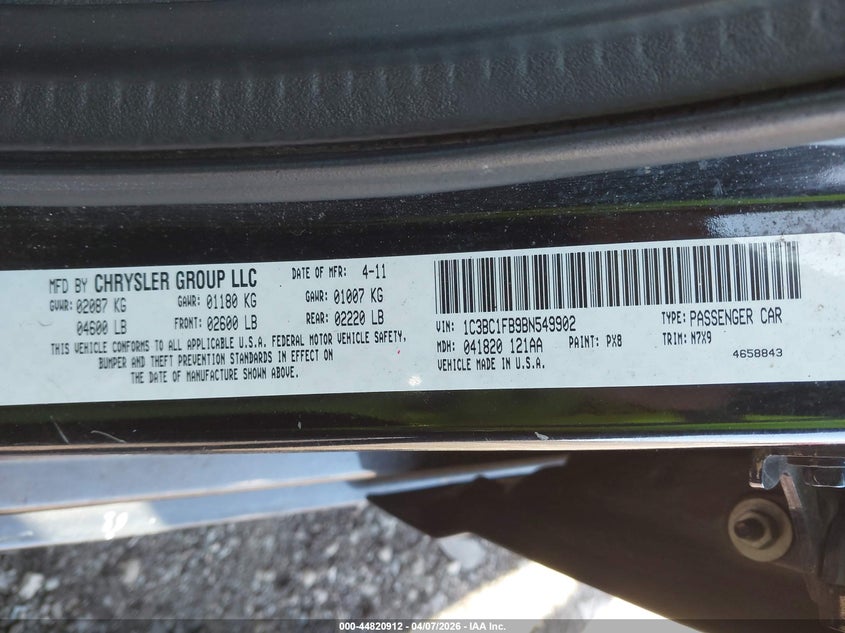 MFD BY CHRYSLER GROUP LLC DATE OF MFR: 4-11
GVWR: 02087 KG GAWR: 01180 KG GAWR: 01007 KG
04600 LB FRONT: 02600 LB REAR: 02220 LB
THIS VEHICLE CONFORMS TO ALL APPLICABLE U.S.A. FEDERAL MOTOR VEHICLE SAFETY,
BUMPER AND THEFT PREVENTION STANDARDS IN EFFECT ON
THE DATE OF MANUFACTURE SHOWN ABOVE.
VIN: 1C3BC1FB9BN549902 TYPE: PASSENGER CAR
MDH: 041820 121AA PAINT: PX8 TRIM: N7X9
VEHICLE MADE IN U.S.A. 4658843
000-44820912 - 04/07/2026 - © IAA Inc.